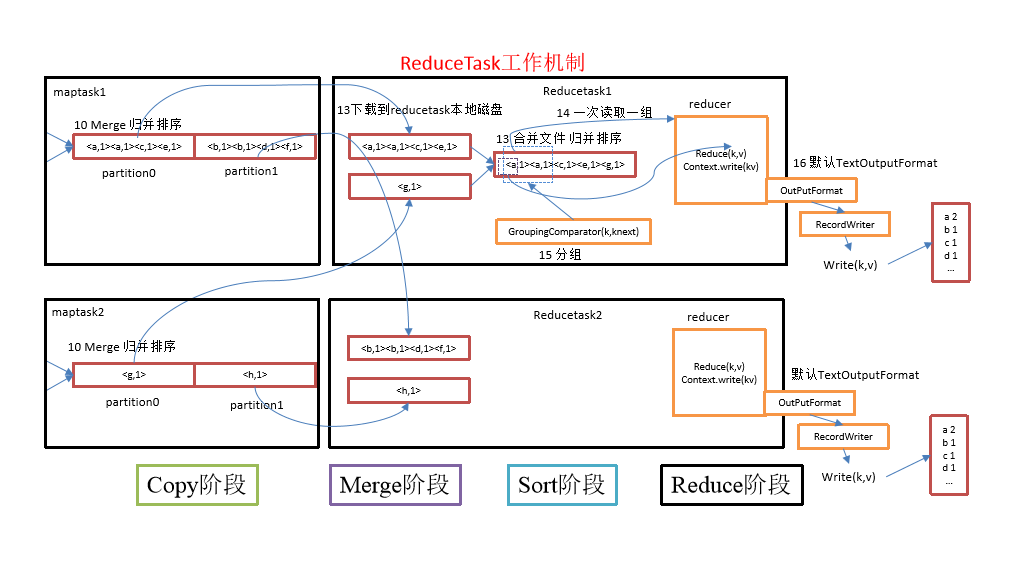 ReduceTask工作机制
maptask1
10 Merge 归并排序
<a,1><a,1><c,1><e,1>
<b,1><b,1><d,1><f,1>
partition0
partition1
Reducetask1
13下载到reducetask本地磁盘
<a,1><a,1><c,1><e,1>
<g,1>
13 合并文件 归并排序
<a,1><a,1><c,1><e,1><g,1>
GroupingComparator(k,knext)
15 分组
14 一次读取一组
reducer
Reduce(k,v)
Context.write(kv)
16 默认TextOutputFormat
OutPutFormat
RecordWriter
Write(k,v)
a 2
b 1
c 1
d 1
...
maptask2
10 Merge 归并排序
<g,1>
<h,1>
partition0
partition1
Reducetask2
<b,1><b,1><d,1><f,1>
<h,1>
reducer
Reduce(k,v)
Context.write(kv)
默认TextOutputFormat
OutPutFormat
RecordWriter
Write(k,v)
a 2
b 1
c 1
d 1
...
Copy阶段
Merge阶段
Sort阶段
Reduce阶段